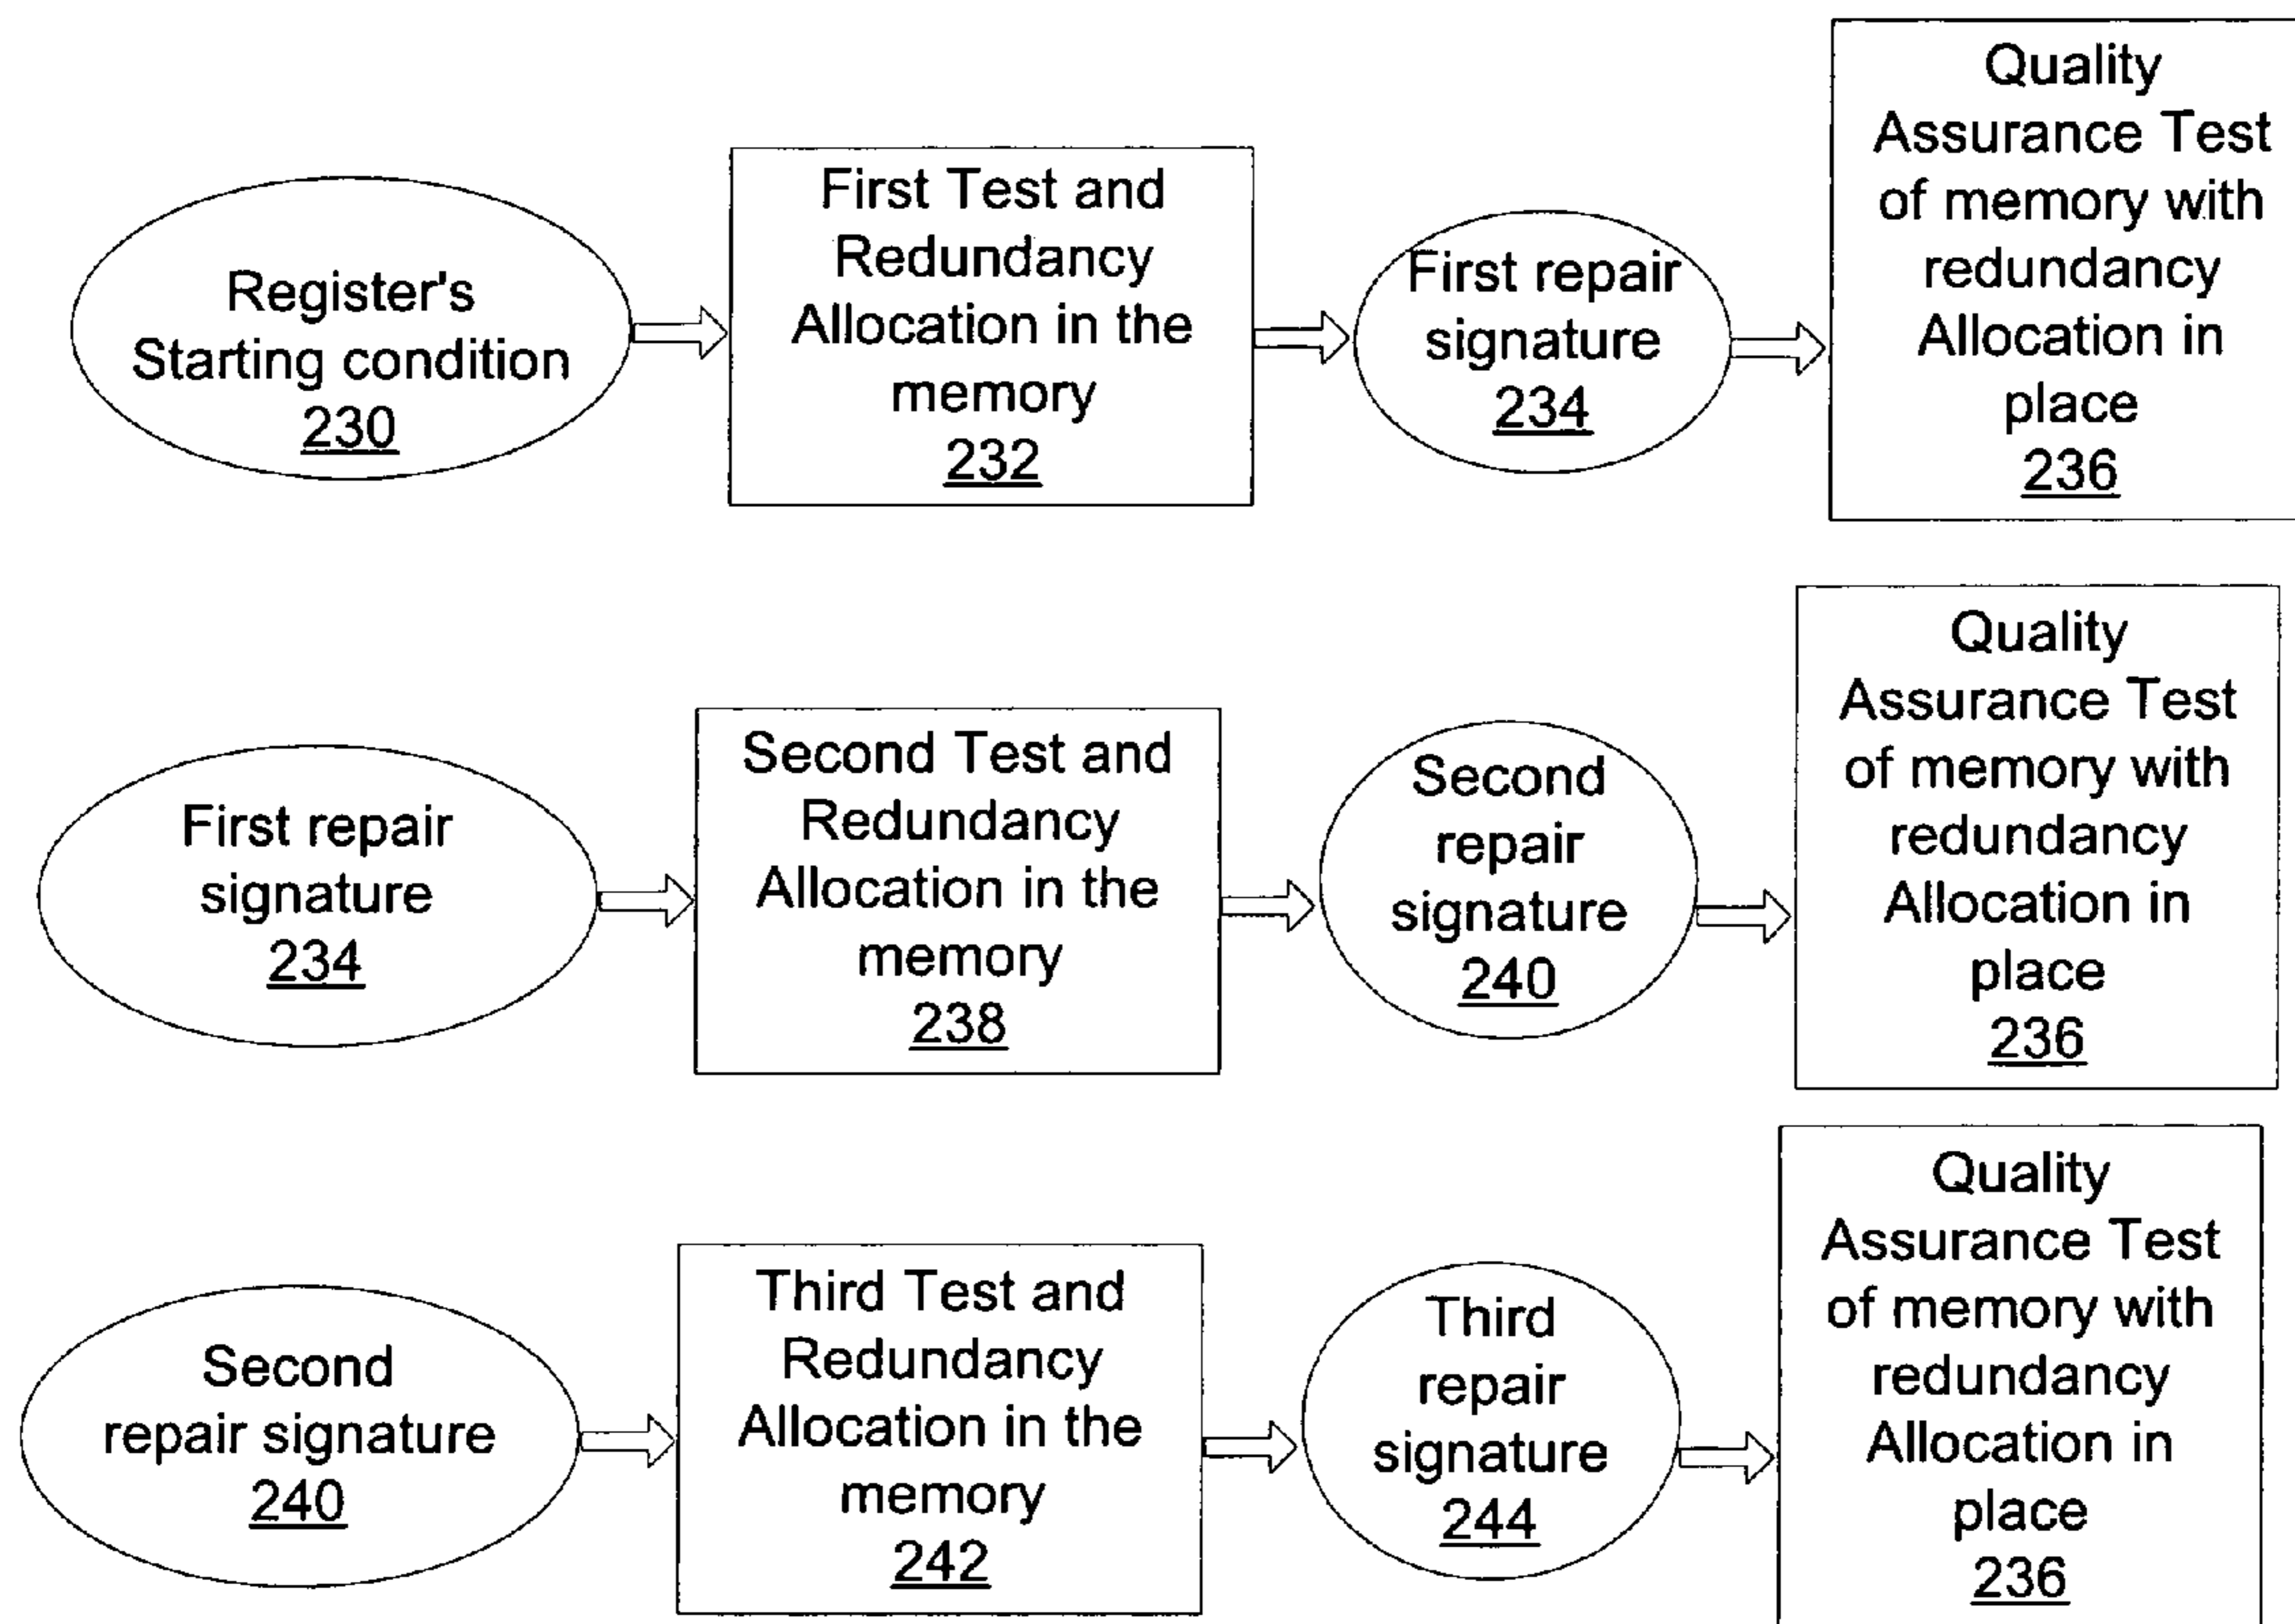 Register's
Starting condition
230
First Test and
Redundancy
Allocation in the
memory
232
First repair
signature
234
Quality
Assurance Test
of memory with
redundancy
Allocation in
place
236
First repair
signature
234
Second Test and
Redundancy
Allocation in the
memory
238
Second
repair
signature
240
Quality
Assurance Test
of memory with
redundancy
Allocation in
place
236
Second
repair signature
240
Third Test and
Redundancy
Allocation in the
memory
242
Third
repair
signature
244
Quality
Assurance Test
of memory with
redundancy
Allocation in
place
236